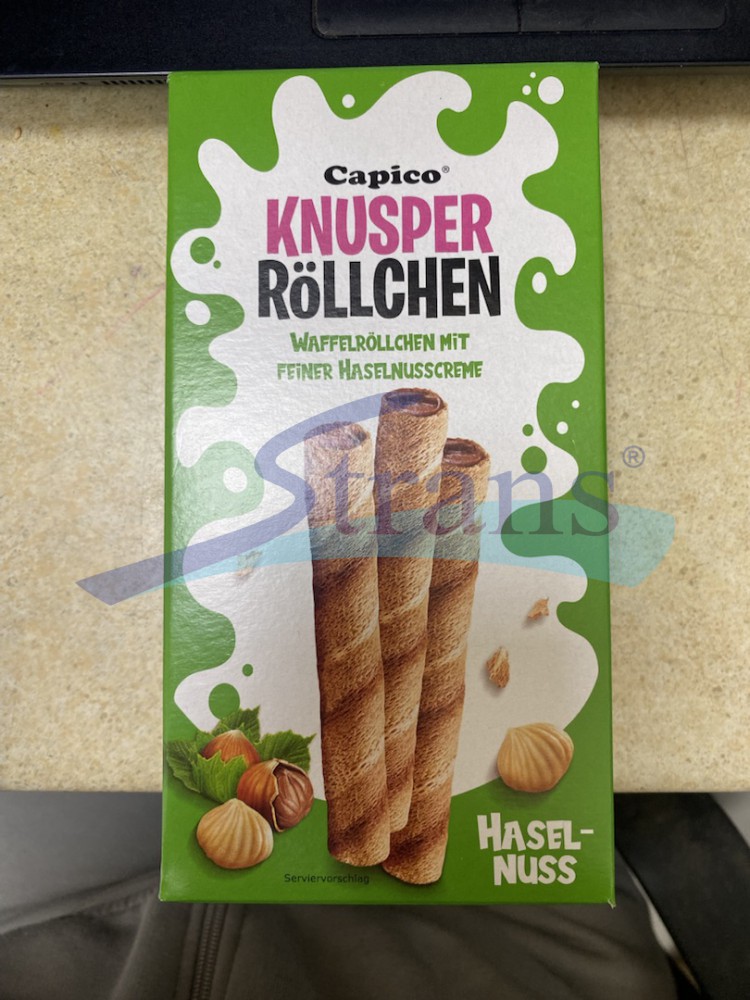 Capico®
KNUSPER
RÖLLCHEN
WAFFELRÖLLCHEN MIT
FEINER HASELNUSSCREME
Strans®
HASEL-
NUSS
Serviervorschlag